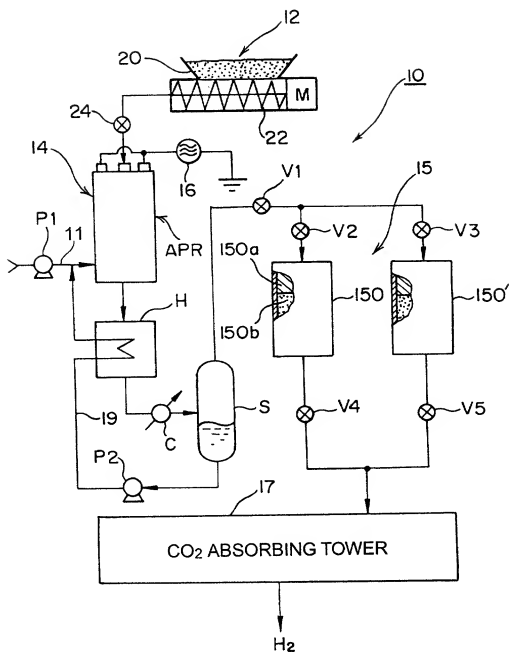 12
20
10
M
24
22
14
16
V1
15
P1
11
V2
V3
APR
150a
150
150'
H
150b
S
V4
V5
19
C
P2
17
CO2 ABSORBING TOWER
H2